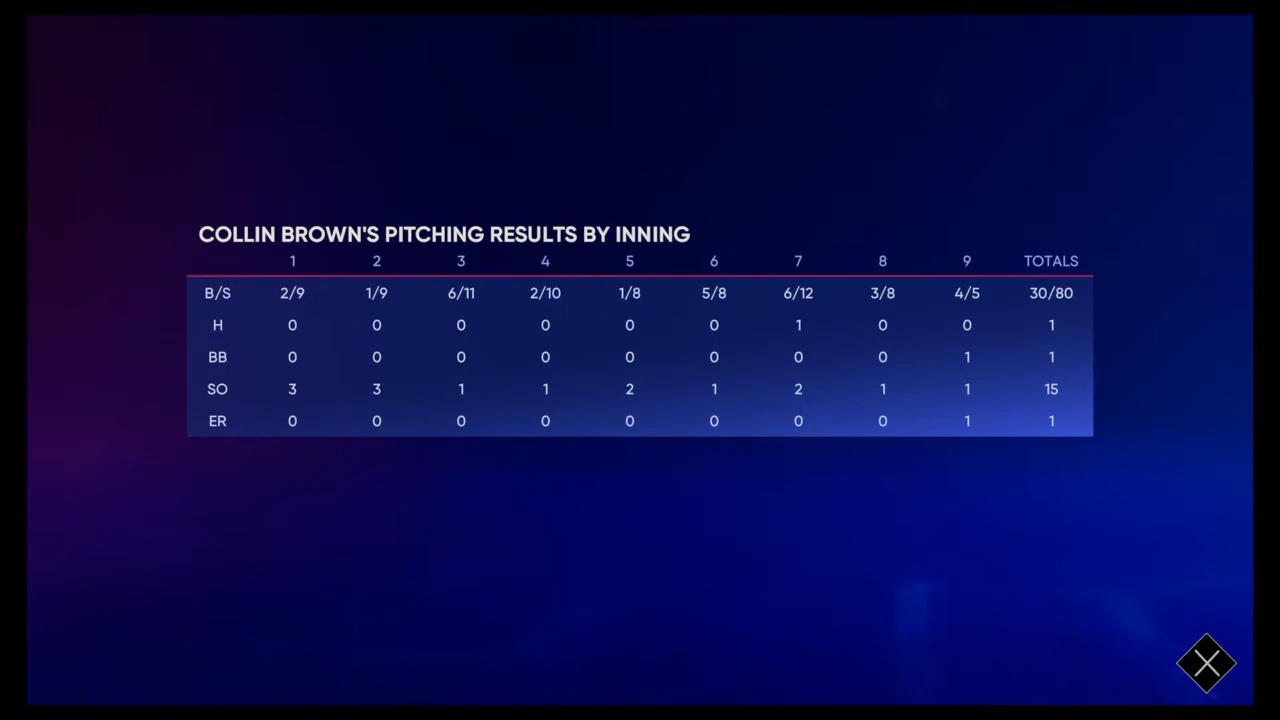 COLLIN BROWN'S PITCHING RESULTS BY INNING
1 2 3 4 5 6 7 8 9 TOTALS
B/S 2/9 1/9 6/11 2/10 1/8 5/8 6/12 3/8 4/5 30/80
H 0 0 0 0 0 0 1 0 0 1
BB 0 0 0 0 0 0 0 0 1 1
SO 3 3 1 1 2 1 2 1 1 15
ER 0 0 0 0 0 0 0 0 1 1